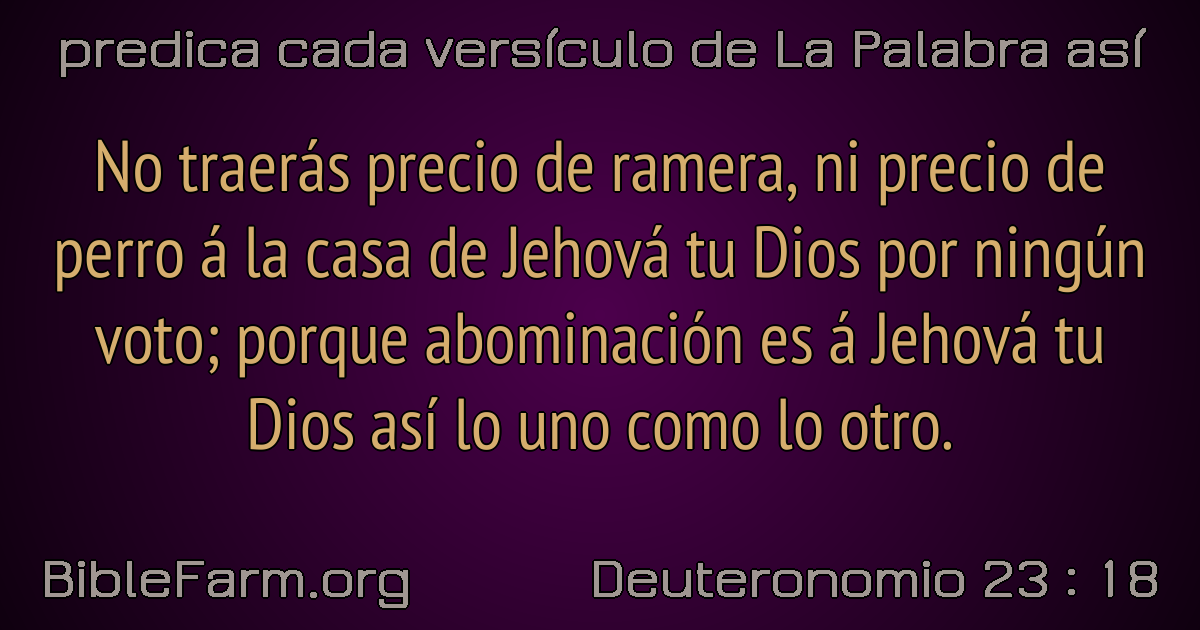 predica cada versículo de La Palabra así
No traerás precio de ramera, ni precio de
perro á la casa de Jehová tu Dios por ningún
voto; porque abominación es á Jehová tu
Dios así lo uno como lo otro.
BibleFarm.org
Deuteronomio 23 : 18